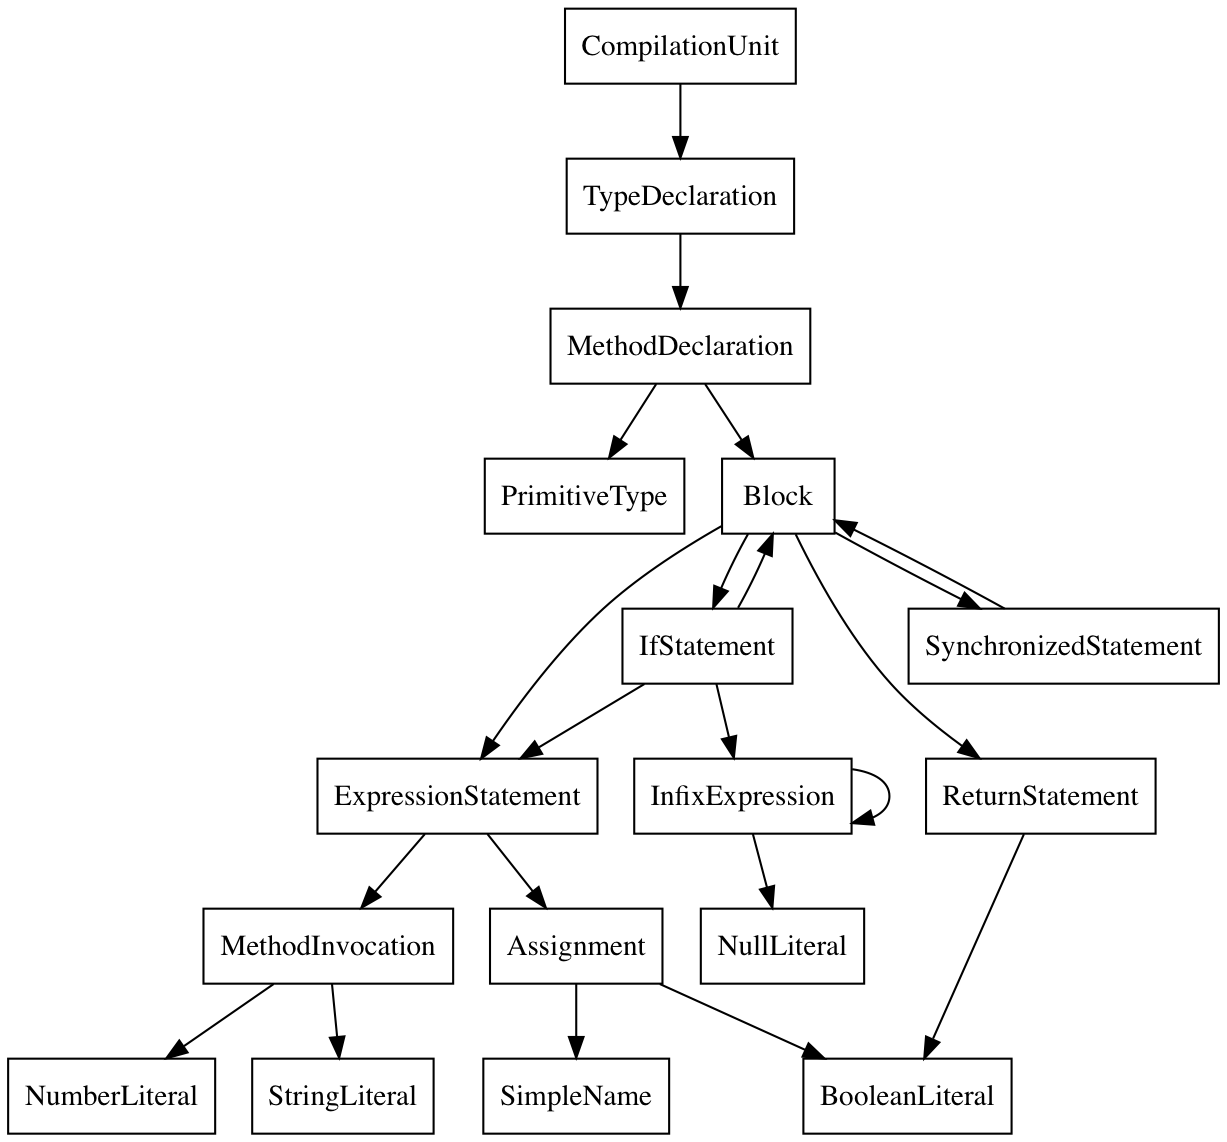 CompilationUnit
TypeDeclaration
MethodDeclaration
PrimitiveType
Block
IfStatement
SynchronizedStatement
ExpressionStatement
InfixExpression
ReturnStatement
MethodInvocation
Assignment
NullLiteral
NumberLiteral
StringLiteral
SimpleName
BooleanLiteral